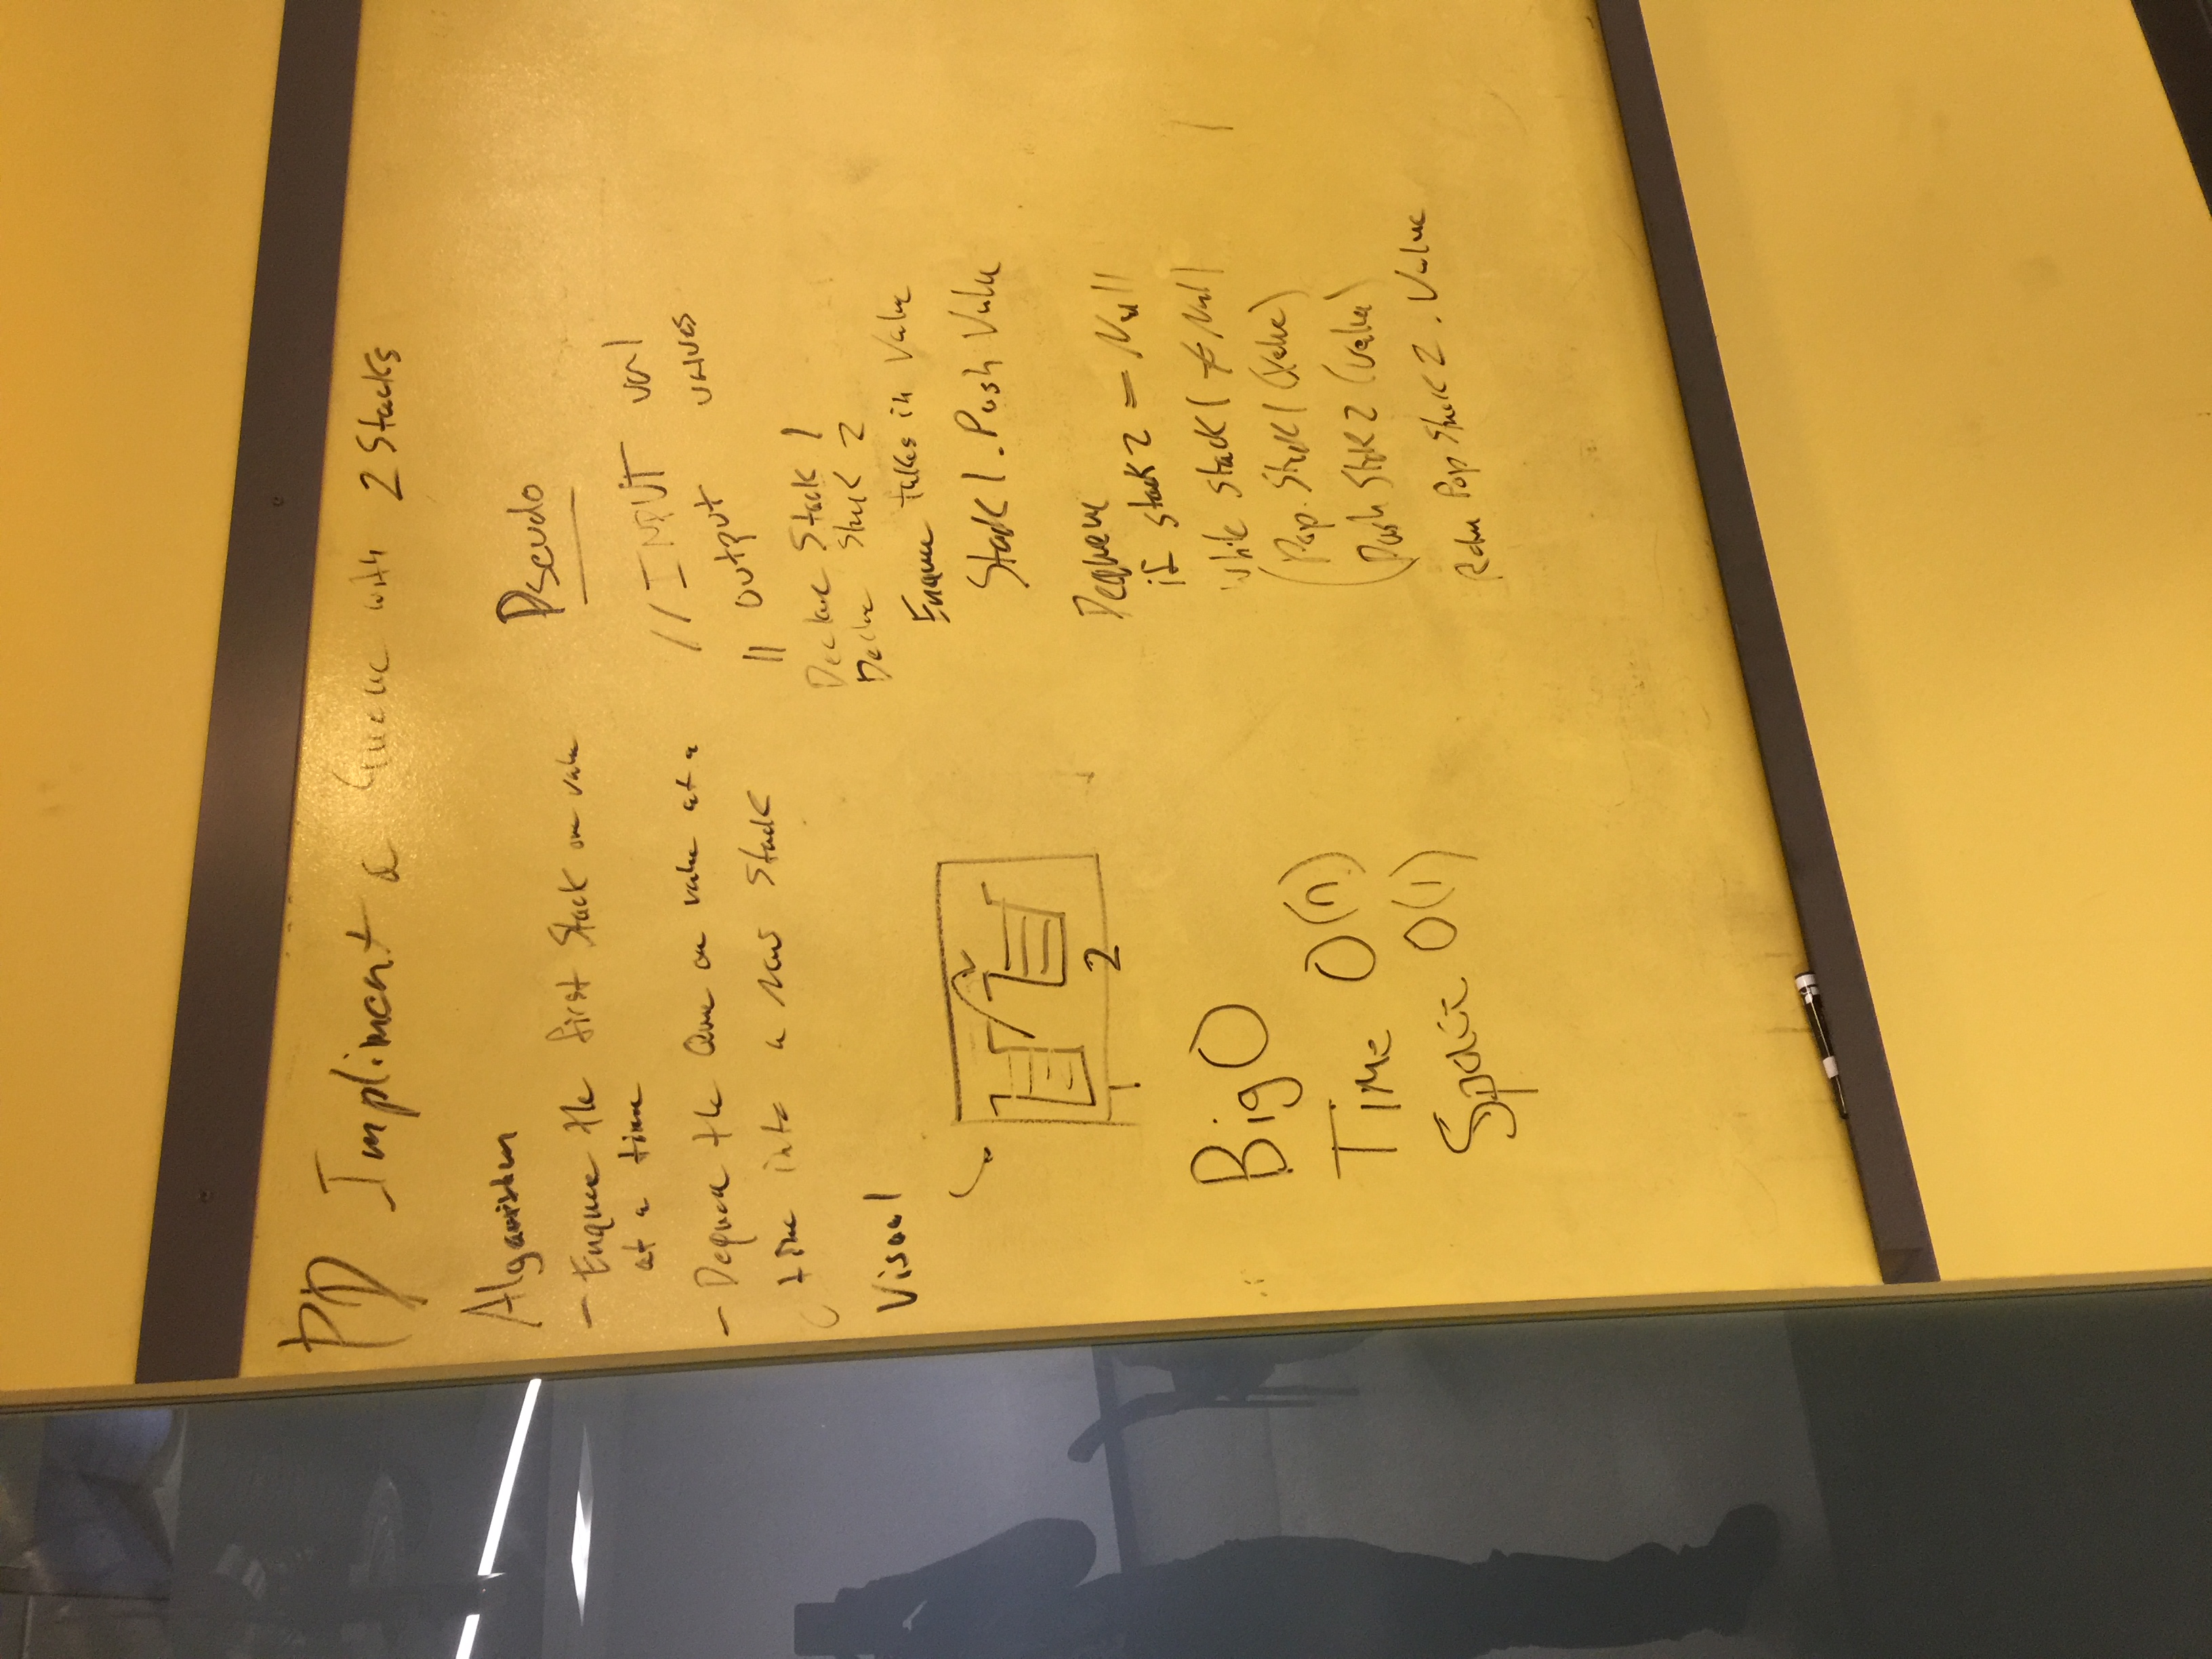 PD Impliment a Queue with 2 Stacks
Algorithm
- Enqueue the first Stack one value
at a time
- Dequeue the Que one value at a
time into a new Stack
Visual
1
2
Big O
Time O(n)
Space O(1)
Pseudo
// INPUT val
// output values
Declare Stack 1
Declare Stack 2
Enqueue takes in Value
Stack 1 . Push Value
Dequeue
if stack 2 = Null
while stack 1 ≠ Null
(Pop. Stack 1 (Value)
(Push Stack 2 (Value)
Return Pop Stack 2 . Value